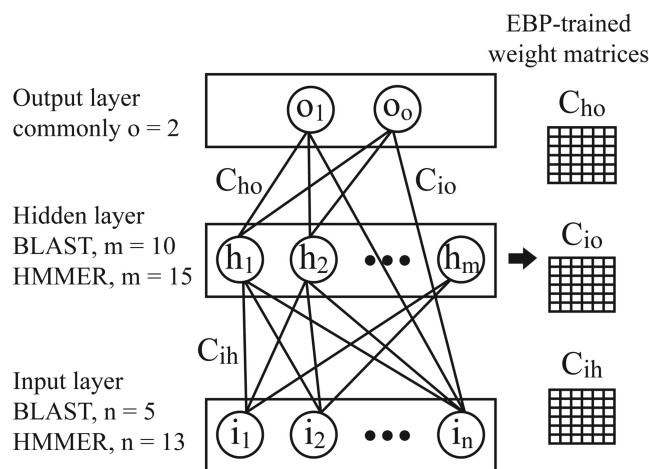 EBP-trained
weight matrices
Output layer
commonly o = 2
o1
oo
Cho
Cho
Cio
Hidden layer
BLAST, m = 10
HMMER, m = 15
h1
h2
•••
hm
Cio
Cih
Cih
Input layer
BLAST, n = 5
HMMER, n = 13
i1
i2
•••
in